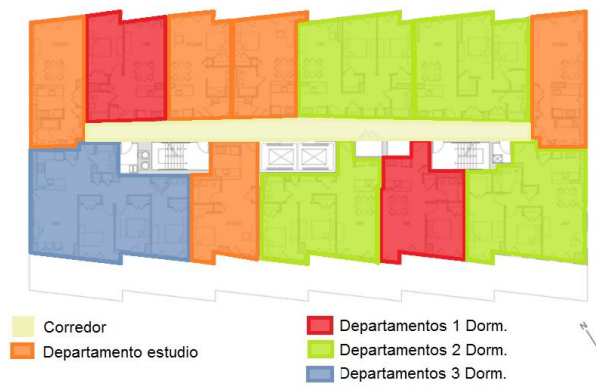 Corredor
Departamento estudio
Departamentos 1 Dorm.
Departamentos 2 Dorm.
Departamentos 3 Dorm.
N